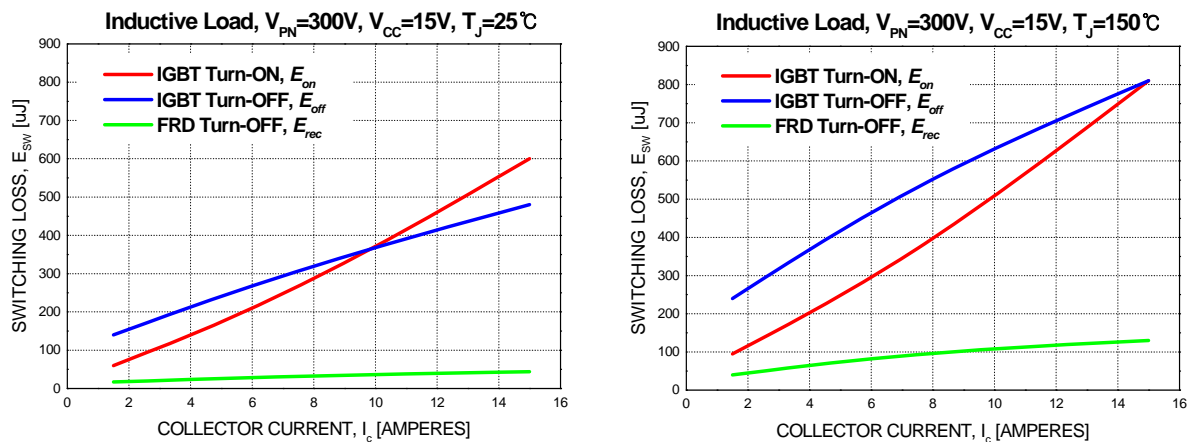 Inductive Load, V_PN=300V, V_CC=15V, T_J=25℃
900
800
700
600
500
400
300
200
100
0
SWITCHING LOSS, E_SW [uJ]
IGBT Turn-ON, E_on
IGBT Turn-OFF, E_off
FRD Turn-OFF, E_rec
0 2 4 6 8 10 12 14 16
COLLECTOR CURRENT, I_c [AMPERES]
Inductive Load, V_PN=300V, V_CC=15V, T_J=150℃
900
800
700
600
500
400
300
200
100
0
SWITCHING LOSS, E_SW [uJ]
IGBT Turn-ON, E_on
IGBT Turn-OFF, E_off
FRD Turn-OFF, E_rec
0 2 4 6 8 10 12 14 16
COLLECTOR CURRENT, I_c [AMPERES]